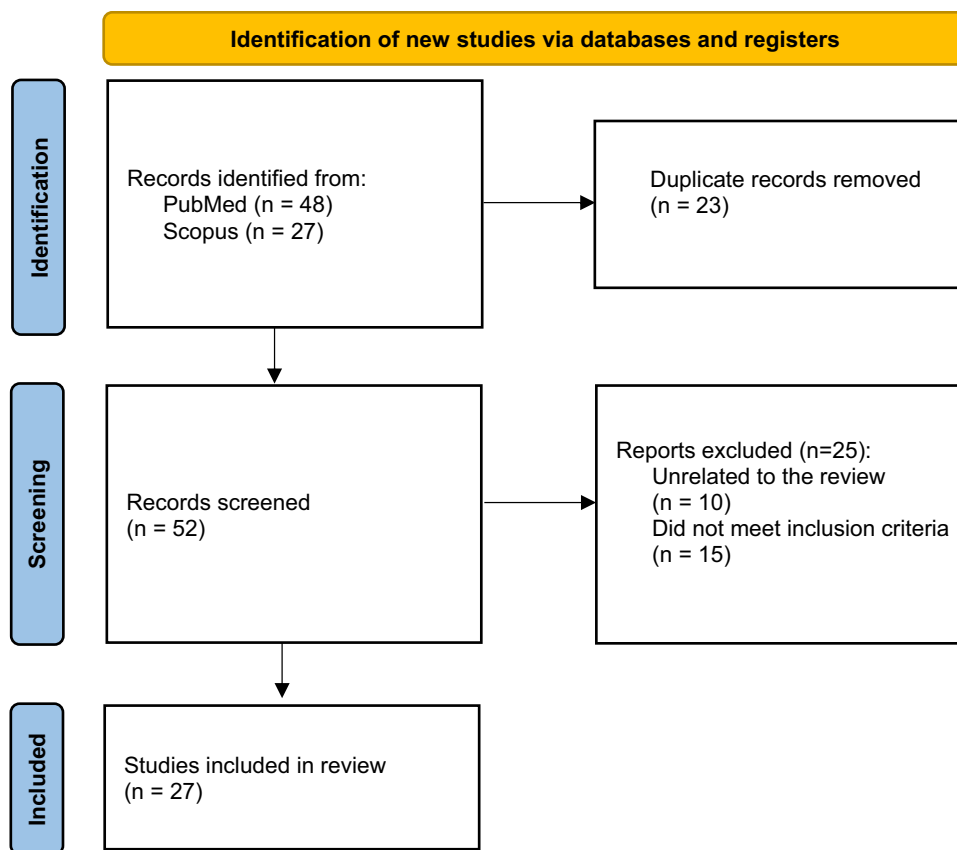 Identification of new studies via databases and registers
Identification
Records identified from:
PubMed (n = 48)
Scopus (n = 27)
Duplicate records removed
(n = 23)
Screening
Records screened
(n = 52)
Reports excluded (n=25):
Unrelated to the review
(n = 10)
Did not meet inclusion criteria
(n = 15)
Included
Studies included in review
(n = 27)